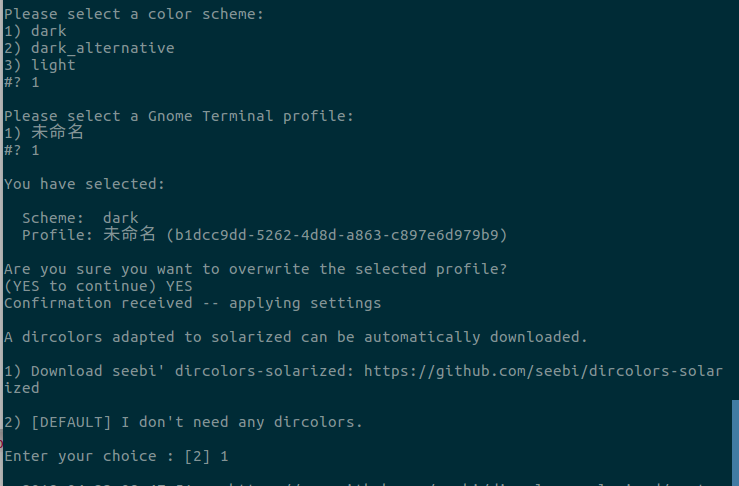 Please select a color scheme:
1) dark
2) dark_alternative
3) light
#? 1
Please select a Gnome Terminal profile:
1) 未命名
#? 1
You have selected:
Scheme:  dark
Profile: 未命名 (b1dcc9dd-5262-4d8d-a863-c897e6d979b9)
Are you sure you want to overwrite the selected profile?
(YES to continue) YES
Confirmation received -- applying settings
A dircolors adapted to solarized can be automatically downloaded.
1) Download seebi' dircolors-solarized: https://github.com/seebi/dircolors-solar
ized
2) [DEFAULT] I don't need any dircolors.
Enter your choice : [2] 1